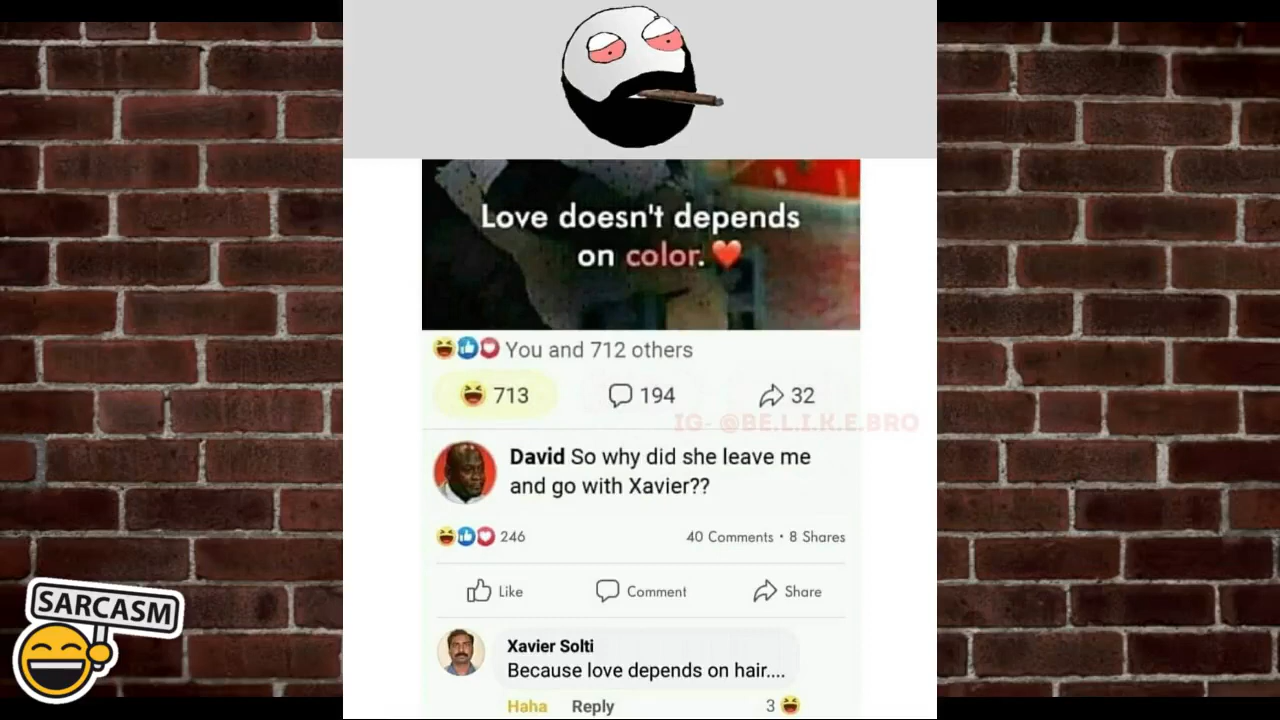 Love doesn't depends
on color.
You and 712 others
713 194 32
IG- @BE.L.I.K.E.BRO
David So why did she leave me
and go with Xavier??
246 40 Comments • 8 Shares
Like Comment Share
SARCASM
Xavier Solti
Because love depends on hair....
Haha Reply 3